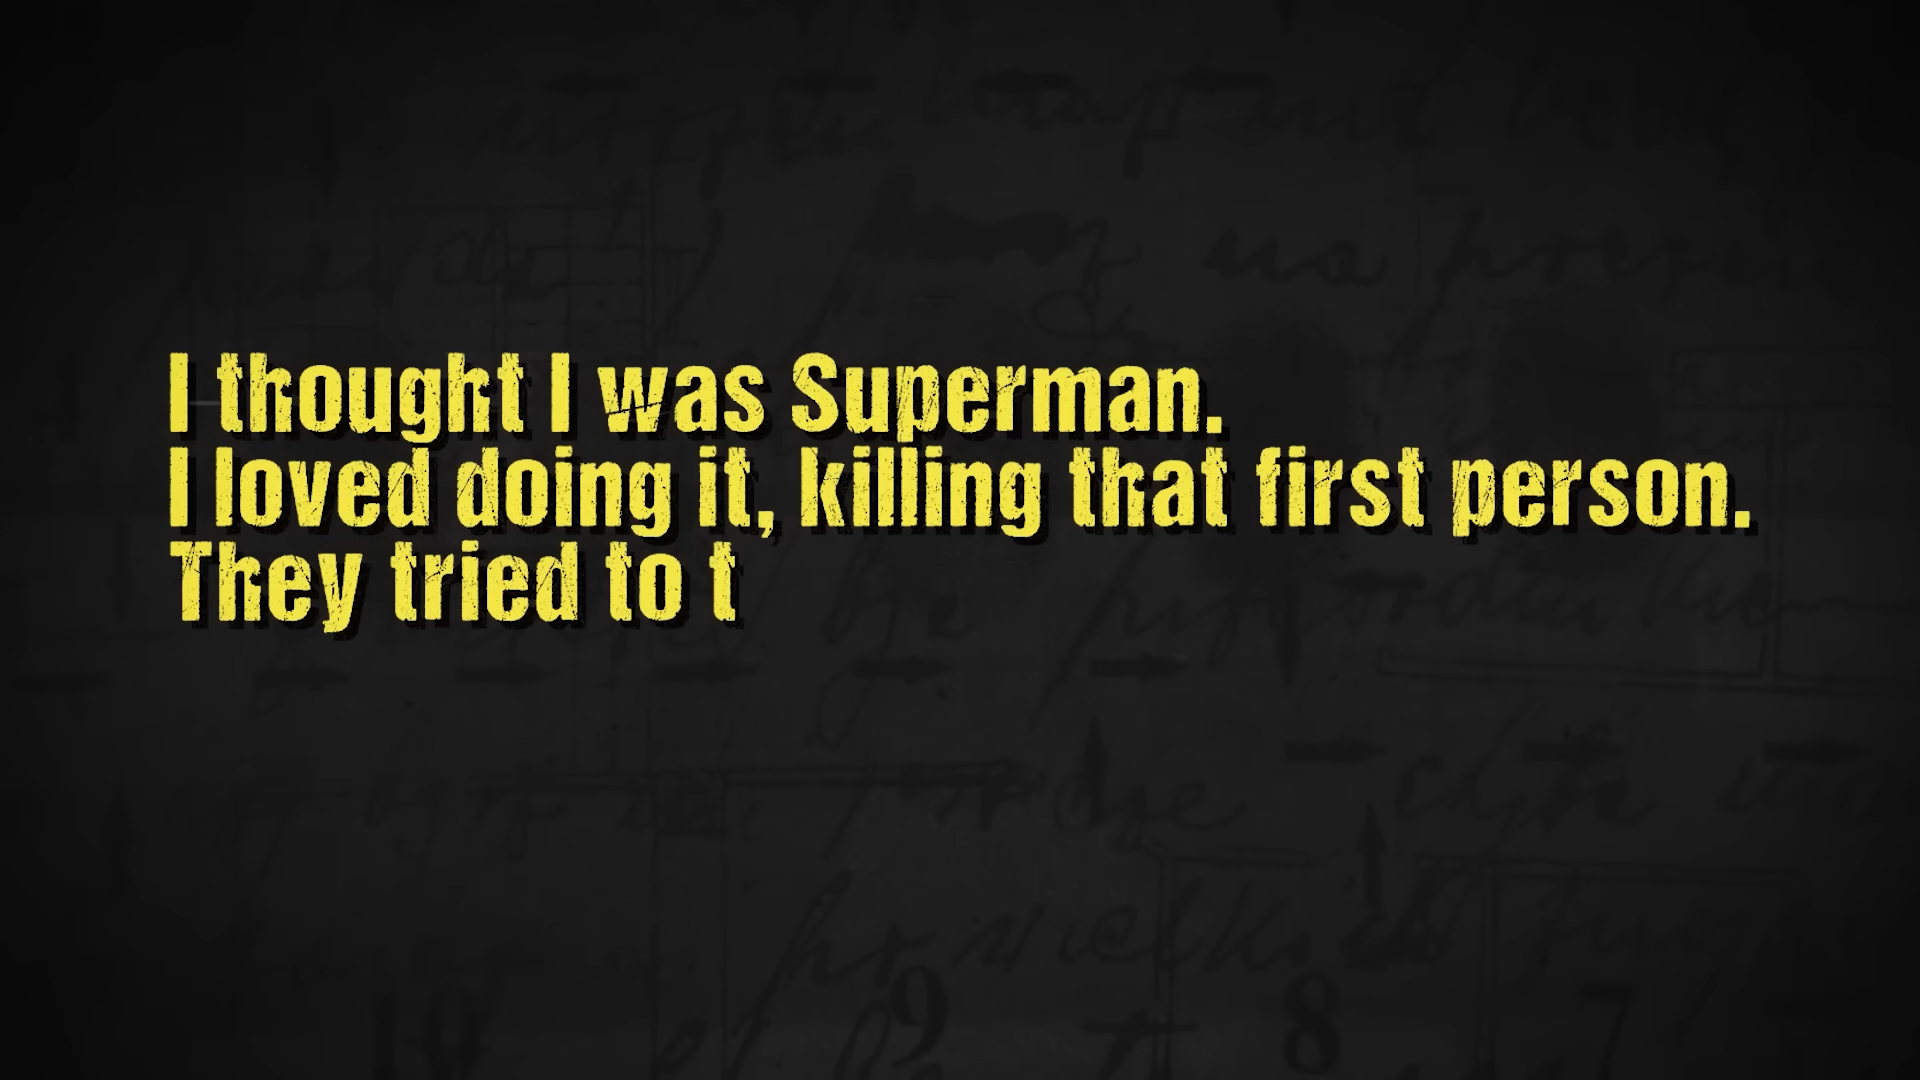 I thought I was Superman.
I loved doing it, killing that first person.
They tried to t